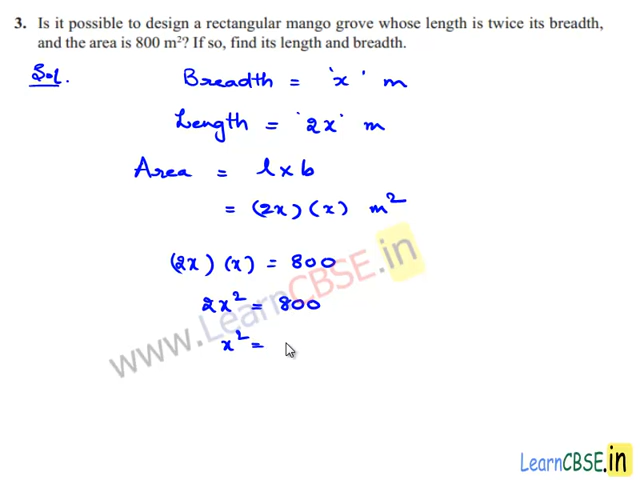 3. Is it possible to design a rectangular mango grove whose length is twice its breadth,
and the area is 800 m²? If so, find its length and breadth.
Sol.
Breadth = 'x' m
Length = '2x' m
Area = l × b
= (2x) (x) m²
(2x) (x) = 800
2x² = 800
x² =
www.LearnCBSE.in
LearnCBSE.in